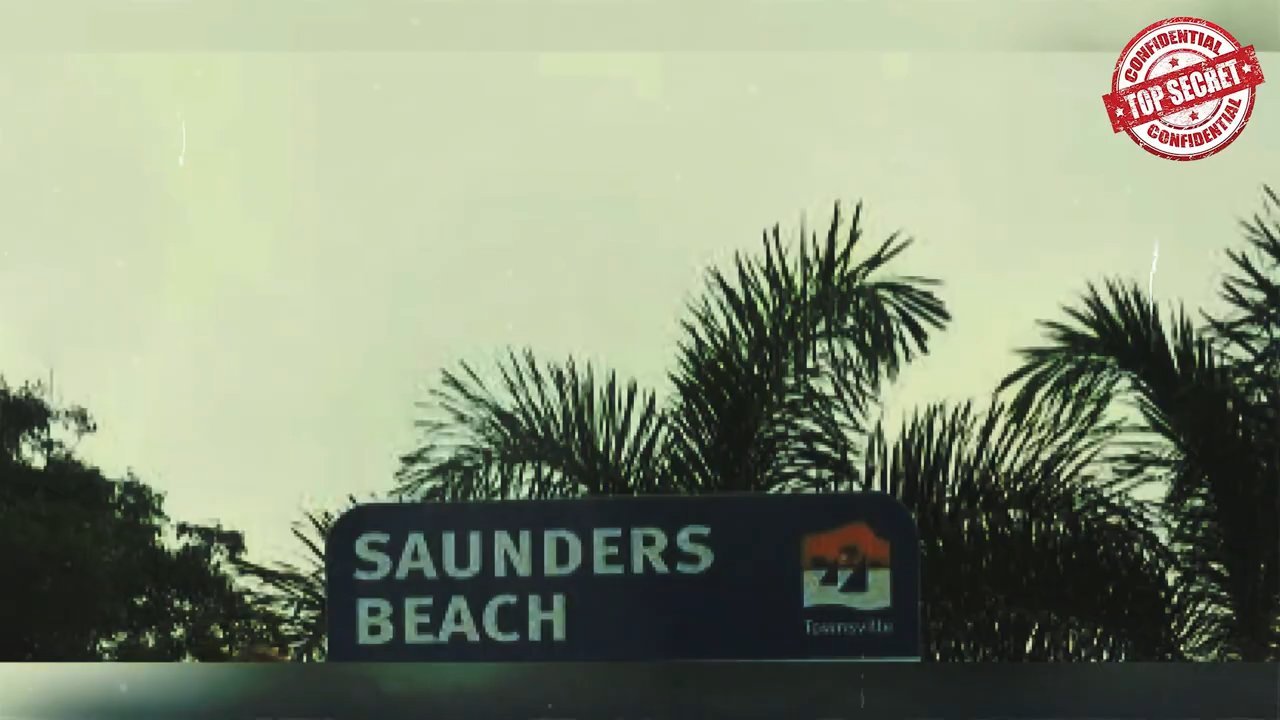 CONFIDENTIAL
TOP SECRET
CONFIDENTIAL
SAUNDERS
BEACH
Townsville